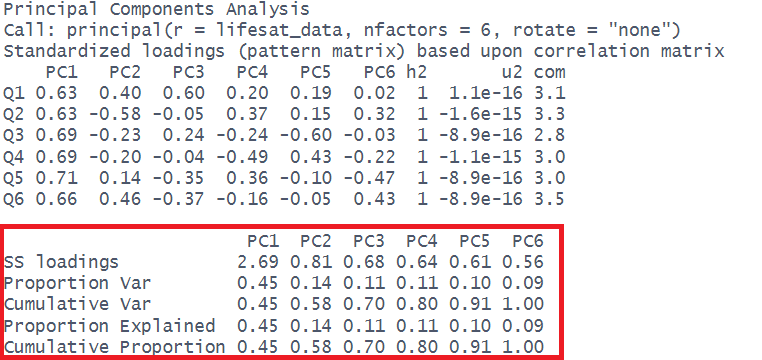 Principal Components Analysis
Call: principal(r = lifesat_data, nfactors = 6, rotate = "none")
Standardized loadings (pattern matrix) based upon correlation matrix
PC1 PC2 PC3 PC4 PC5 PC6 h2 u2 com
Q1 0.63 0.40 0.60 0.20 0.19 0.02 1 1.1e-16 3.1
Q2 0.63 -0.58 -0.05 0.37 0.15 0.32 1 -1.6e-15 3.3
Q3 0.69 -0.23 0.24 -0.24 -0.60 -0.03 1 -8.9e-16 2.8
Q4 0.69 -0.20 -0.04 -0.49 0.43 -0.22 1 -1.1e-15 3.0
Q5 0.71 0.14 -0.35 0.36 -0.10 -0.47 1 -8.9e-16 3.0
Q6 0.66 0.46 -0.37 -0.16 -0.05 0.43 1 -8.9e-16 3.5
PC1 PC2 PC3 PC4 PC5 PC6
SS loadings 2.69 0.81 0.68 0.64 0.61 0.56
Proportion Var 0.45 0.14 0.11 0.11 0.10 0.09
Cumulative Var 0.45 0.58 0.70 0.80 0.91 1.00
Proportion Explained 0.45 0.14 0.11 0.11 0.10 0.09
Cumulative Proportion 0.45 0.58 0.70 0.80 0.91 1.00